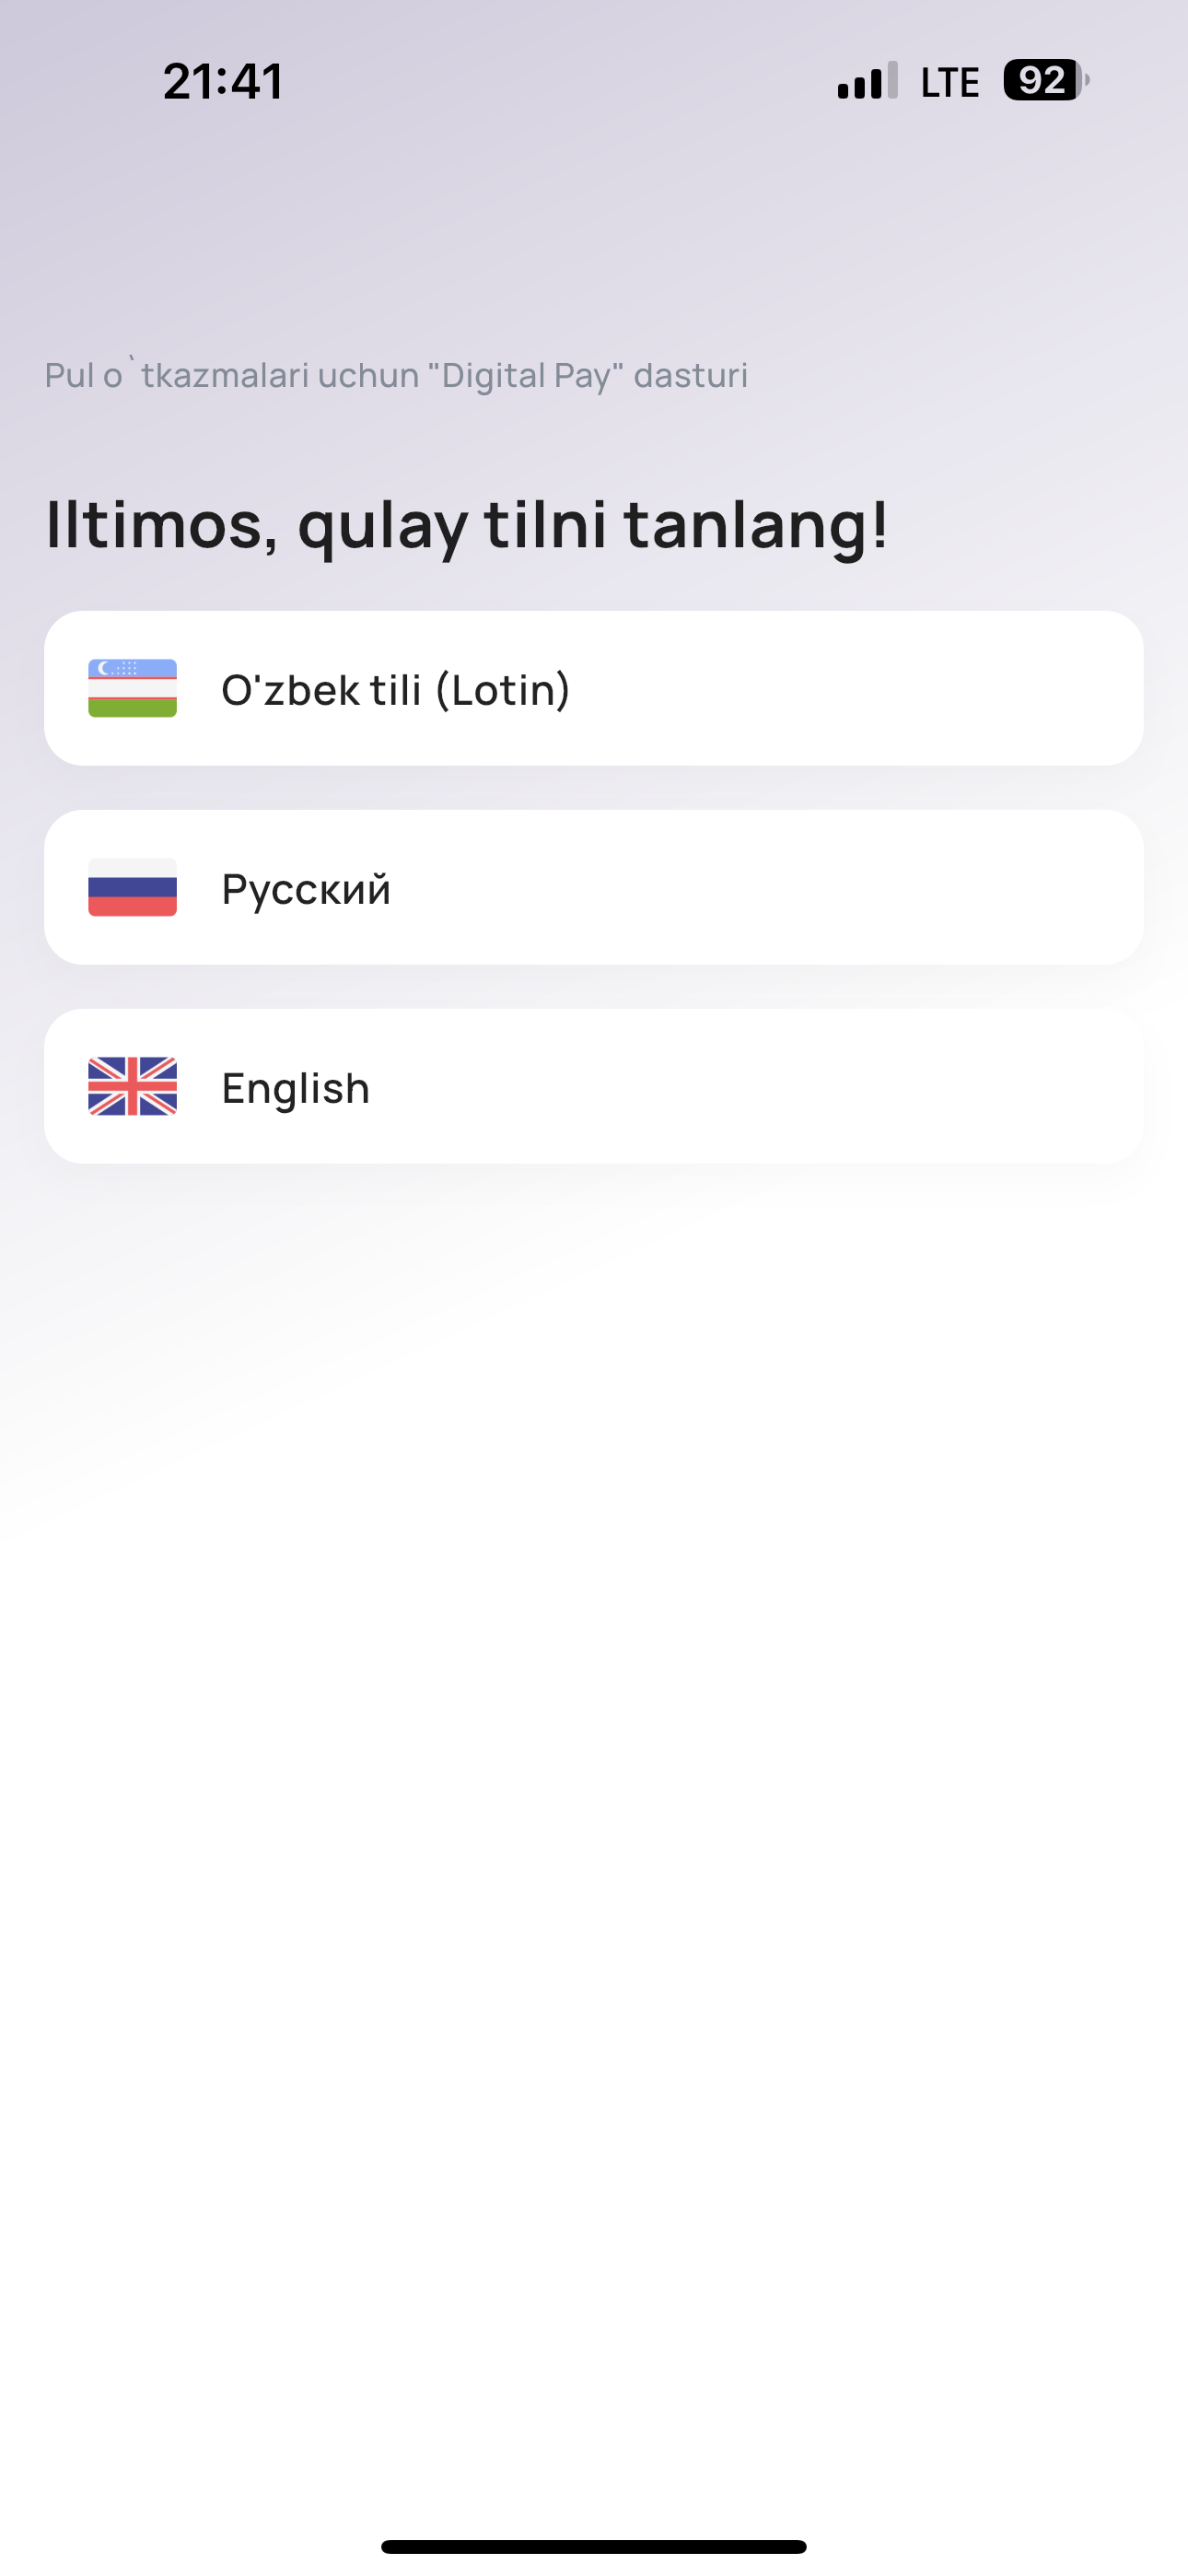 21:41
LTE
92
Pul o`tkazmalari uchun "Digital Pay" dasturi
Iltimos, qulay tilni tanlang!
O'zbek tili (Lotin)
Русский
English